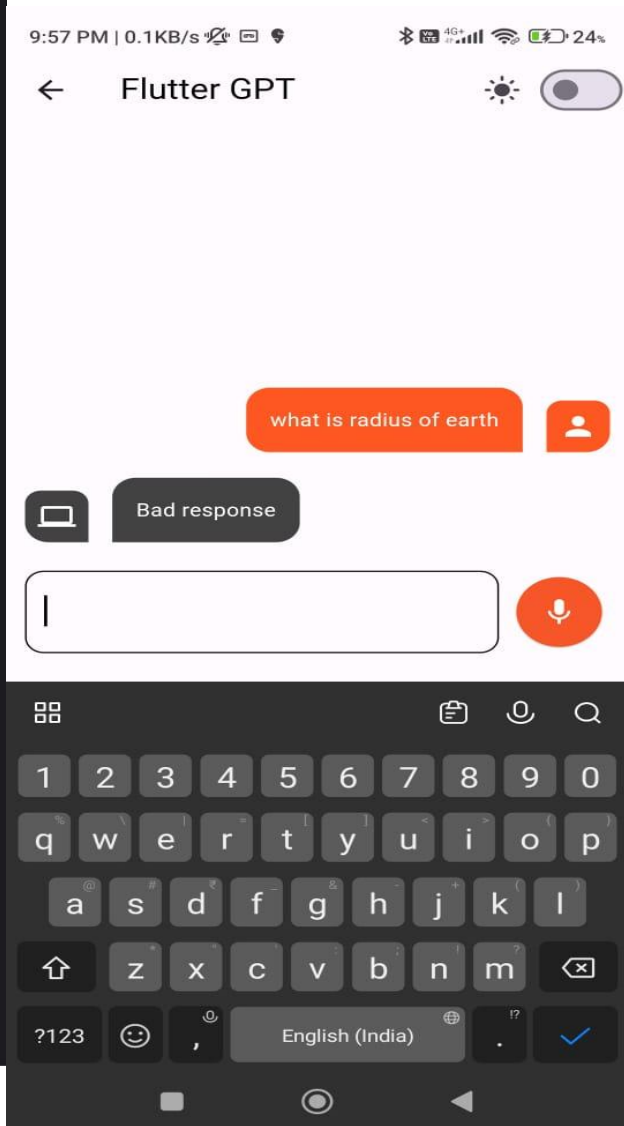 9:57 PM | 0.1KB/s 4G+ 24%
Flutter GPT
what is radius of earth
Bad response
1 2 3 4 5 6 7 8 9 0
q w e r t y u i o p
a s d f g h j k l
z x c v b n m
?123 , English (India) . !?